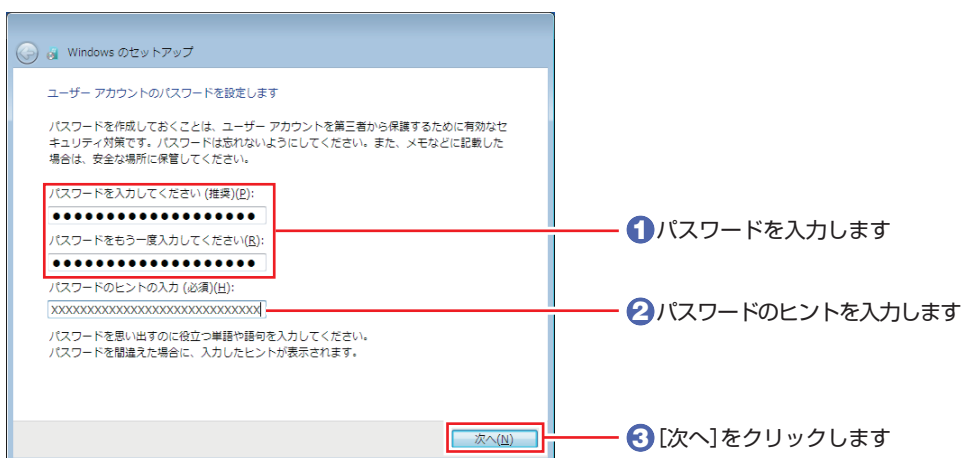 Windows のセットアップ
ユーザー アカウントのパスワードを設定します
パスワードを作成しておくことは、ユーザー アカウントを第三者から保護するために有効なセ
キュリティ対策です。パスワードは忘れないようにしてください。また、メモなどに記載した
場合は、安全な場所に保管してください。
パスワードを入力してください (推奨)(P):
●●●●●●●●●●●●●●●●●●●
パスワードをもう一度入力してください(R):
●●●●●●●●●●●●●●●●●●●
パスワードのヒントの入力 (必須)(H):
XXXXXXXXXXXXXXXXXXXXXXXXXXXXX
パスワードを思い出すのに役立つ単語や語句を入力してください。
パスワードを間違えた場合に、入力したヒントが表示されます。
次へ(N)
1 パスワードを入力します
2 パスワードのヒントを入力します
3 [次へ]をクリックします